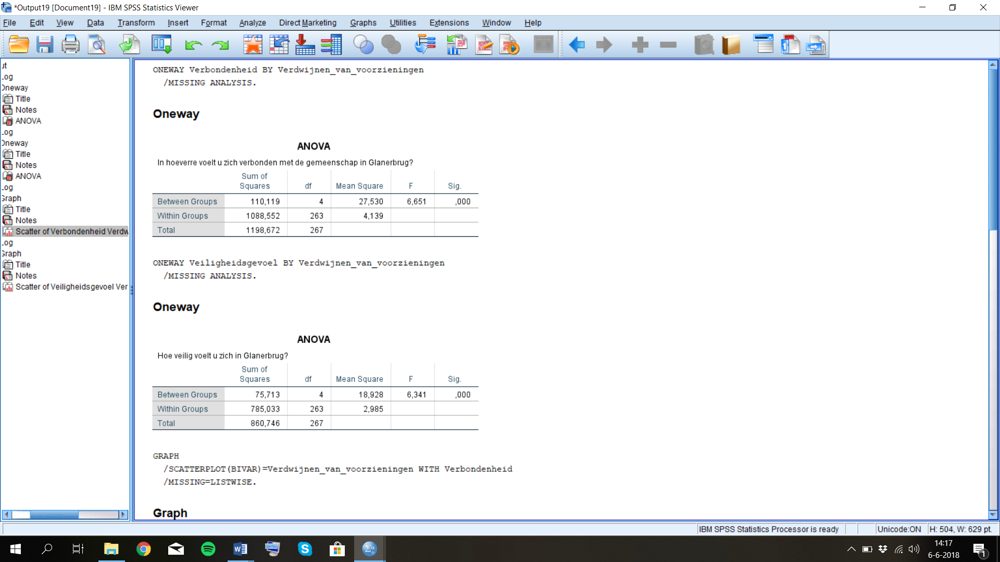 *Output19 [Document19] - IBM SPSS Statistics Viewer
File Edit View Data Transform Insert Format Analyze Direct Marketing Graphs Utilities Extensions Window Help
ut
Log
Oneway
Title
Notes
ANOVA
Log
Oneway
Title
Notes
ANOVA
Log
Graph
Title
Notes
Scatter of Verbondenheid Verdw
Log
Graph
Title
Notes
Scatter of Veiligheidsgevoel Ver
ONEWAY Verbondenheid BY Verdwijnen_van_voorzieningen
/MISSING ANALYSIS.
Oneway
ANOVA
In hoeverre voelt u zich verbonden met de gemeenschap in Glanerbrug?
Sum of Squares df Mean Square F Sig.
Between Groups 110,119 4 27,530 6,651 ,000
Within Groups 1088,552 263 4,139
Total 1198,672 267
ONEWAY Veiligheidsgevoel BY Verdwijnen_van_voorzieningen
/MISSING ANALYSIS.
Oneway
ANOVA
Hoe veilig voelt u zich in Glanerbrug?
Sum of Squares df Mean Square F Sig.
Between Groups 75,713 4 18,928 6,341 ,000
Within Groups 785,033 263 2,985
Total 860,746 267
GRAPH
/SCATTERPLOT(BIVAR)=Verdwijnen_van_voorzieningen WITH Verbondenheid
/MISSING=LISTWISE.
Graph
IBM SPSS Statistics Processor is ready Unicode:ON H: 504, W: 629 pt.
14:17
6-6-2018
1